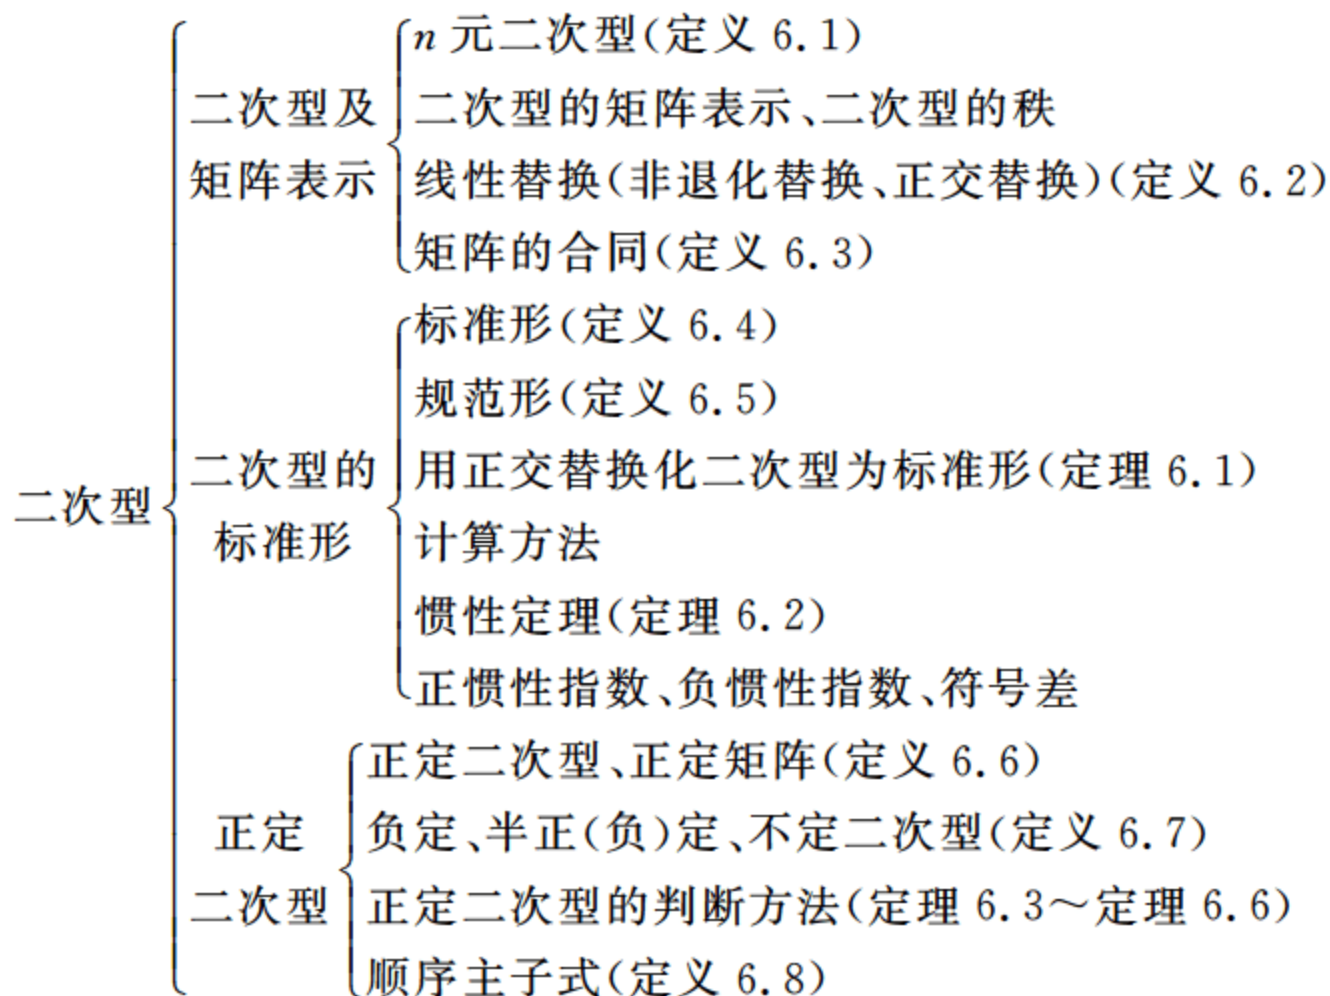 n 元二次型(定义 6.1)
二次型及
二次型的矩阵表示、二次型的秩
矩阵表示
线性替换(非退化替换、正交替换)(定义 6.2)
矩阵的合同(定义 6.3)
标准形(定义 6.4)
规范形(定义 6.5)
二次型的
用正交替换化二次型为标准形(定理 6.1)
二次型
标准形
计算方法
惯性定理(定理 6.2)
正惯性指数、负惯性指数、符号差
正定二次型、正定矩阵(定义 6.6)
正定
负定、半正(负)定、不定二次型(定义 6.7)
二次型
正定二次型的判断方法(定理 6.3～定理 6.6)
顺序主子式(定义 6.8)